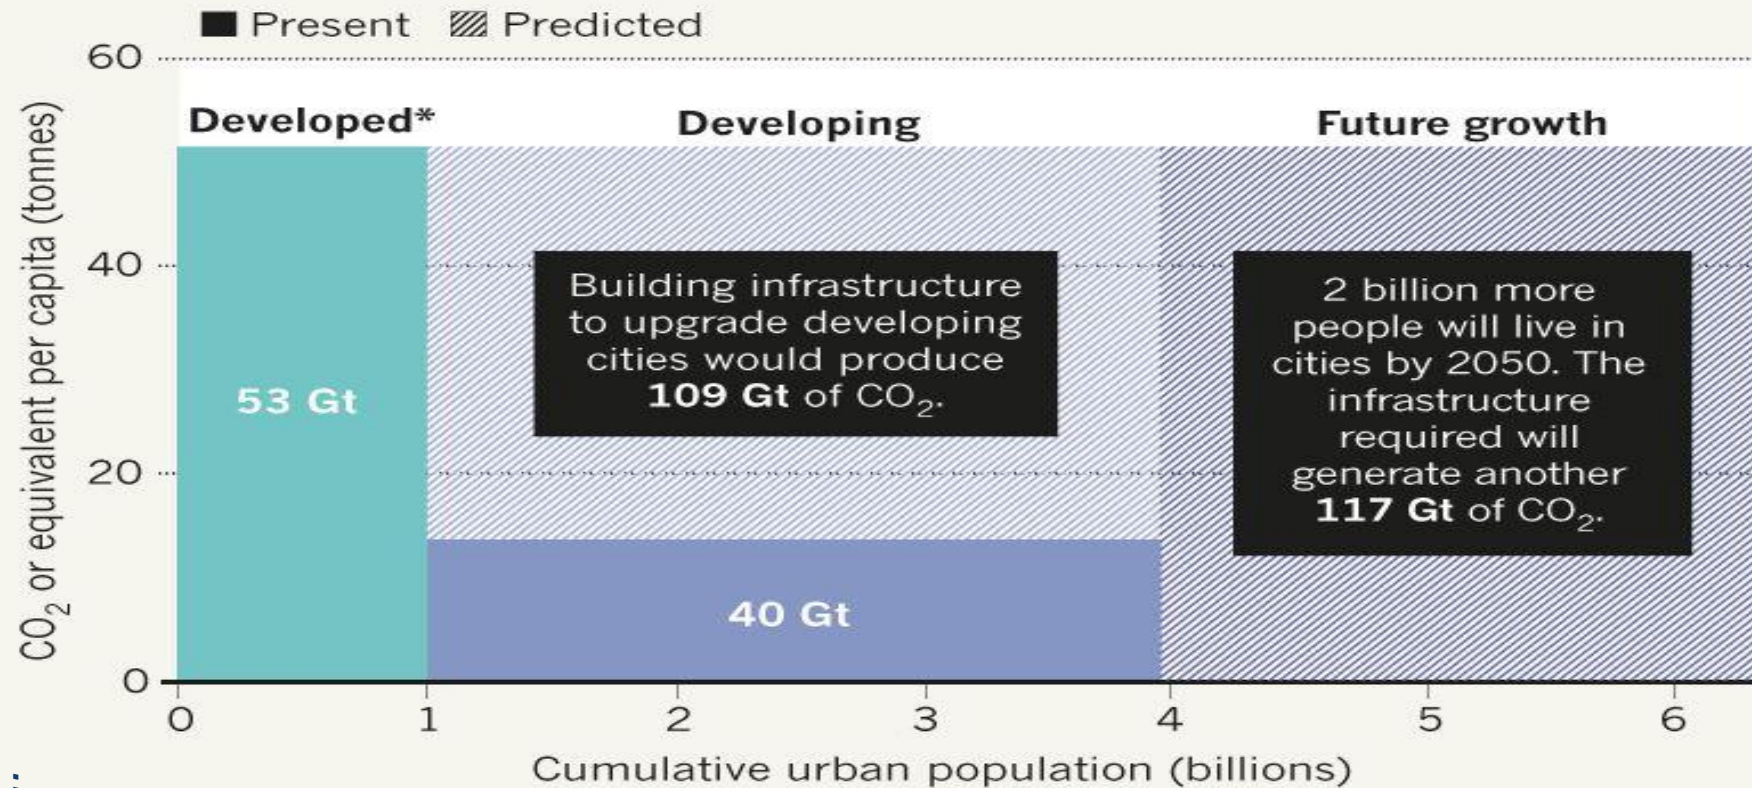 Present Predicted
60
Developed* Developing Future growth
CO₂ or equivalent per capita (tonnes)
40
Building infrastructure
to upgrade developing
cities would produce
109 Gt of CO₂.
2 billion more
people will live in
cities by 2050. The
infrastructure
required will
generate another
117 Gt of CO₂.
53 Gt
20
40 Gt
0
0 1 2 3 4 5 6
Cumulative urban population (billions)